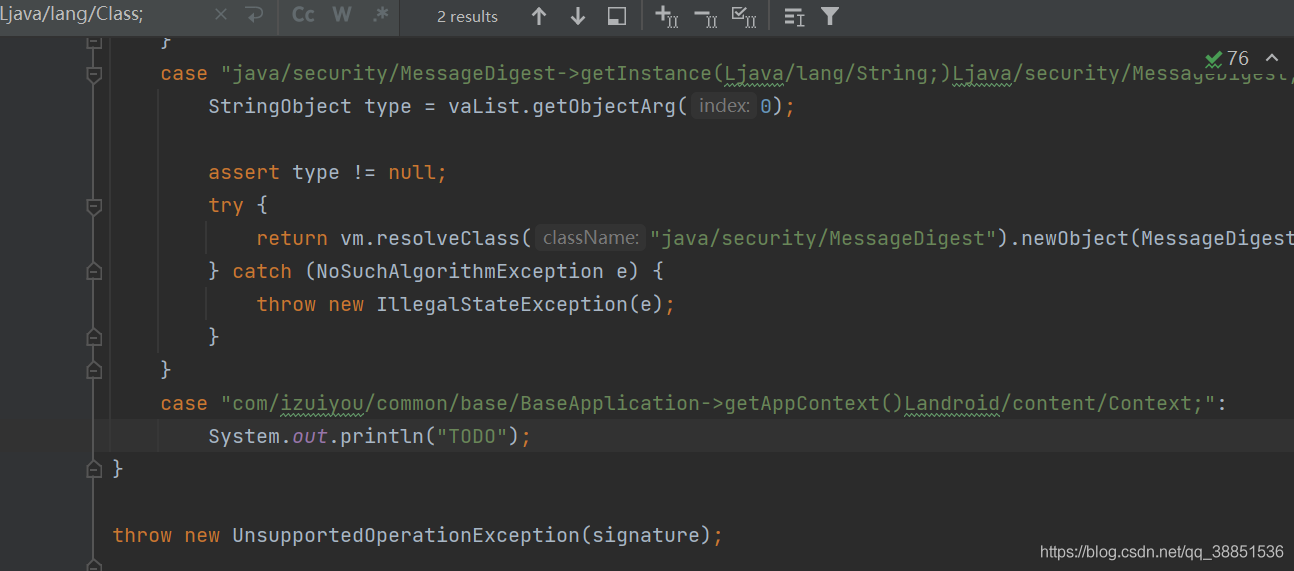 Ljava/lang/Class; Cc W .* 2 results
}
76
case "java/security/MessageDigest->getInstance(Ljava/lang/String;)Ljava/security/MessageDigest;
StringObject type = vaList.getObjectArg( index: 0);
assert type != null;
try {
return vm.resolveClass( className: "java/security/MessageDigest").newObject(MessageDigest
} catch (NoSuchAlgorithmException e) {
throw new IllegalStateException(e);
}
}
case "com/izuiyou/common/base/BaseApplication->getAppContext()Landroid/content/Context;":
System.out.println("TODO");
}
throw new UnsupportedOperationException(signature);
https://blog.csdn.net/qq_38851536